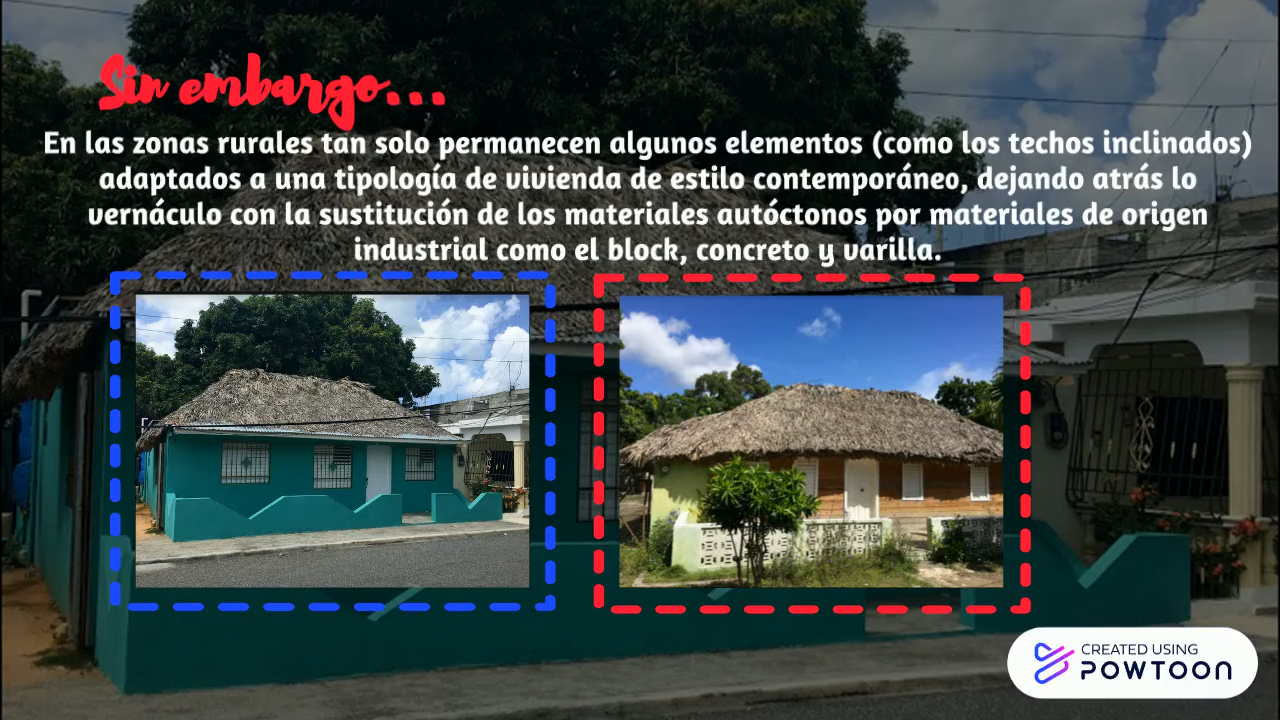 Sin embargo...
En las zonas rurales tan solo permanecen algunos elementos (como los techos inclinados)
adaptados a una tipología de vivienda de estilo contemporáneo, dejando atrás lo
vernáculo con la sustitución de los materiales autóctonos por materiales de origen
industrial como el block, concreto y varilla.
CREATED USING
POWTOON